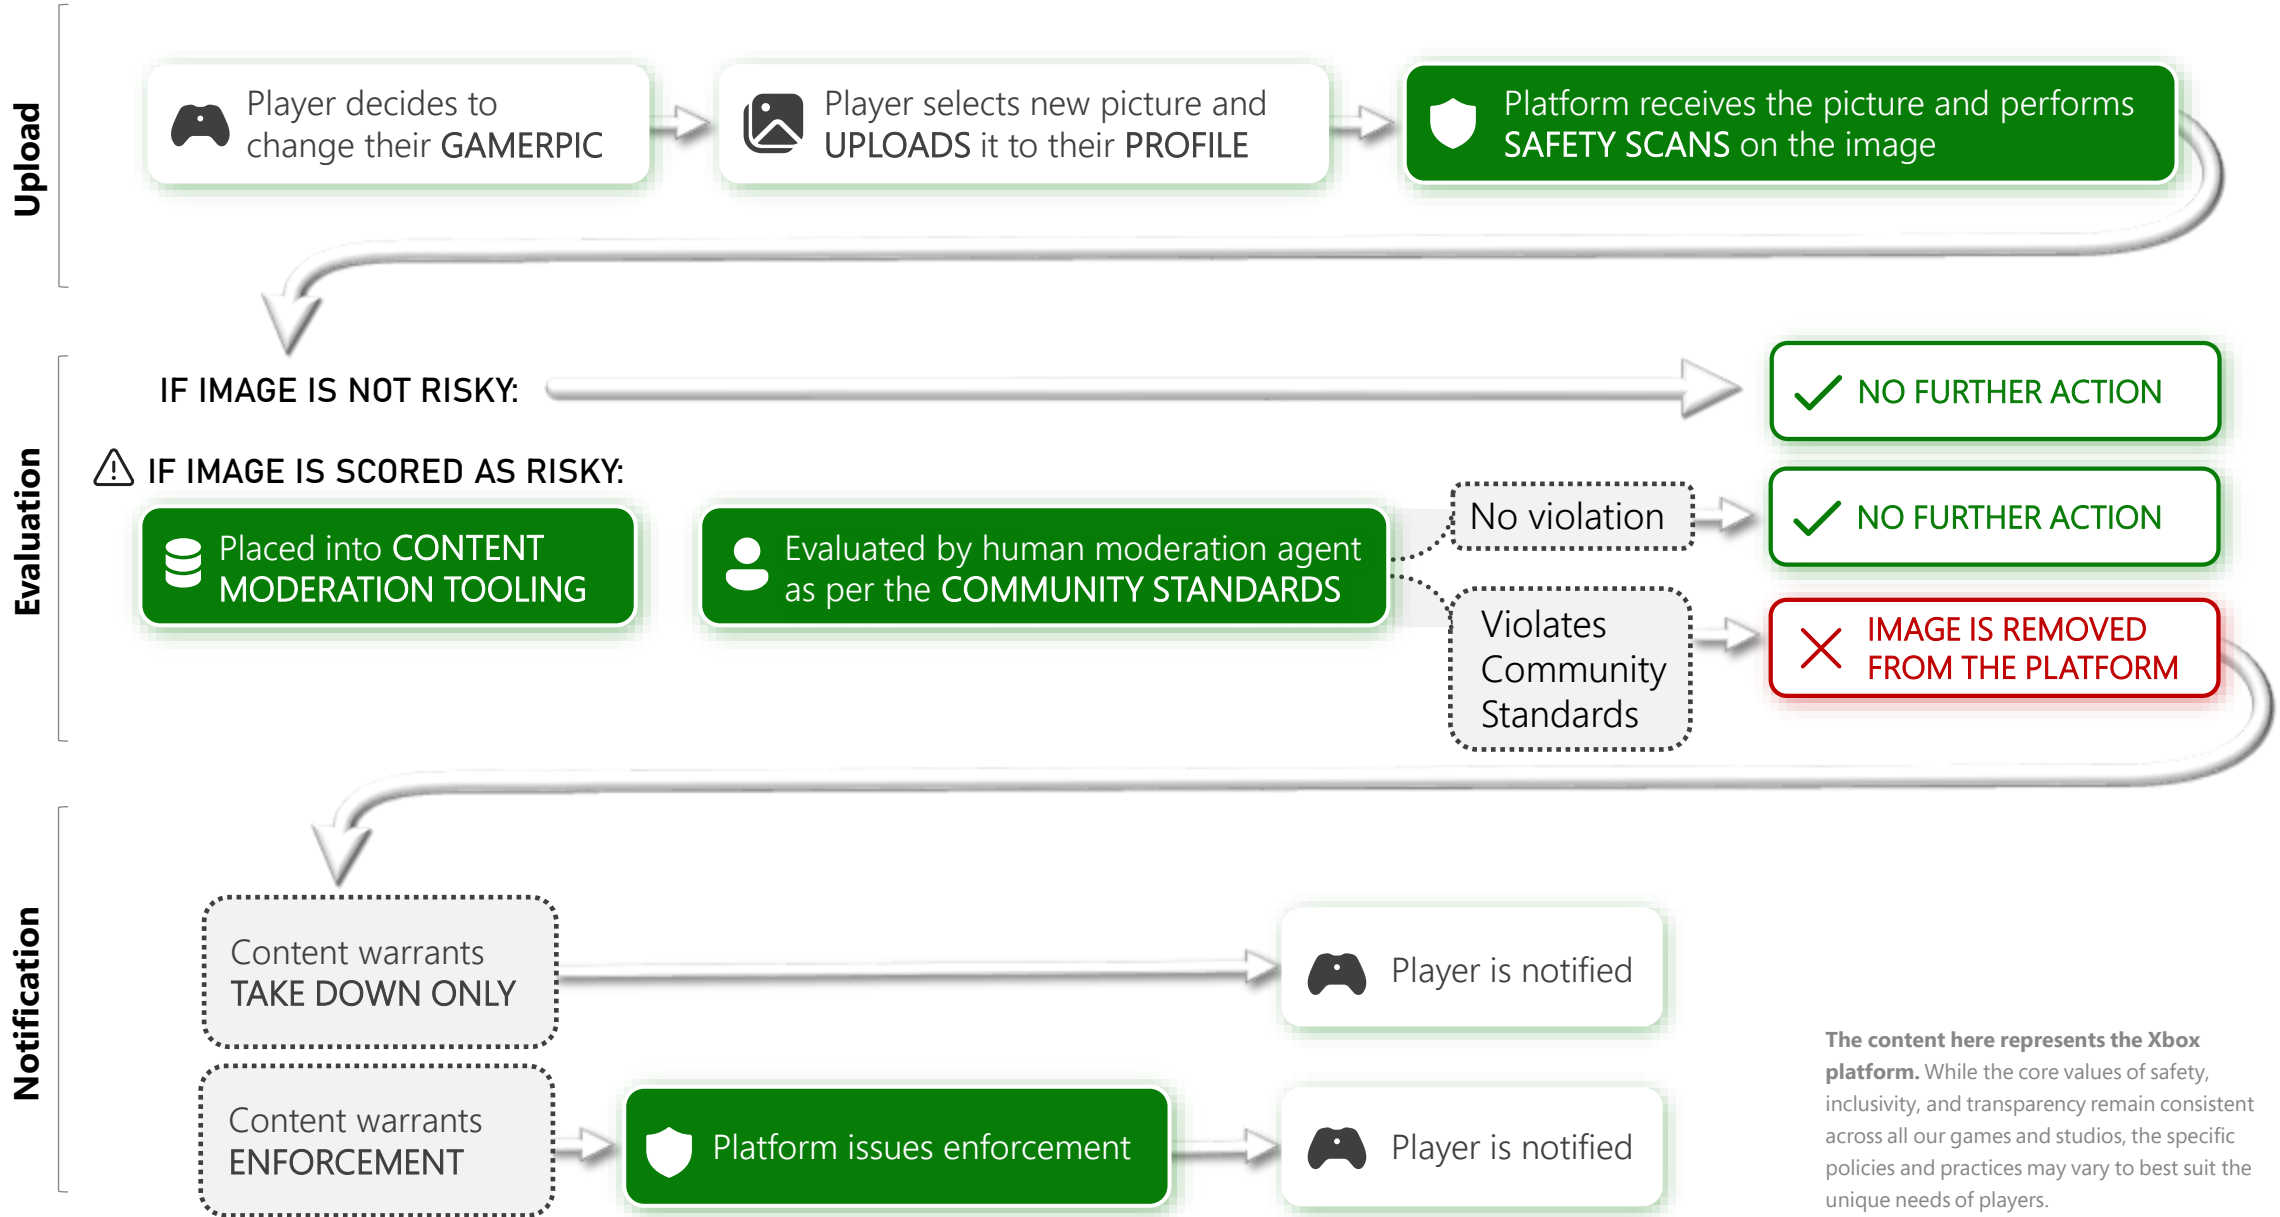 Upload
Player decides to
change their GAMERPIC
Player selects new picture and
UPLOADS it to their PROFILE
Platform receives the picture and performs
SAFETY SCANS on the image
Evaluation
IF IMAGE IS NOT RISKY:
NO FURTHER ACTION
IF IMAGE IS SCORED AS RISKY:
Placed into CONTENT
MODERATION TOOLING
Evaluated by human moderation agent
as per the COMMUNITY STANDARDS
No violation
NO FURTHER ACTION
Violates
Community
Standards
IMAGE IS REMOVED
FROM THE PLATFORM
Notification
Content warrants
TAKE DOWN ONLY
Player is notified
Content warrants
ENFORCEMENT
Platform issues enforcement
Player is notified
The content here represents the Xbox
platform. While the core values of safety,
inclusivity, and transparency remain consistent
across all our games and studios, the specific
policies and practices may vary to best suit the
unique needs of players.